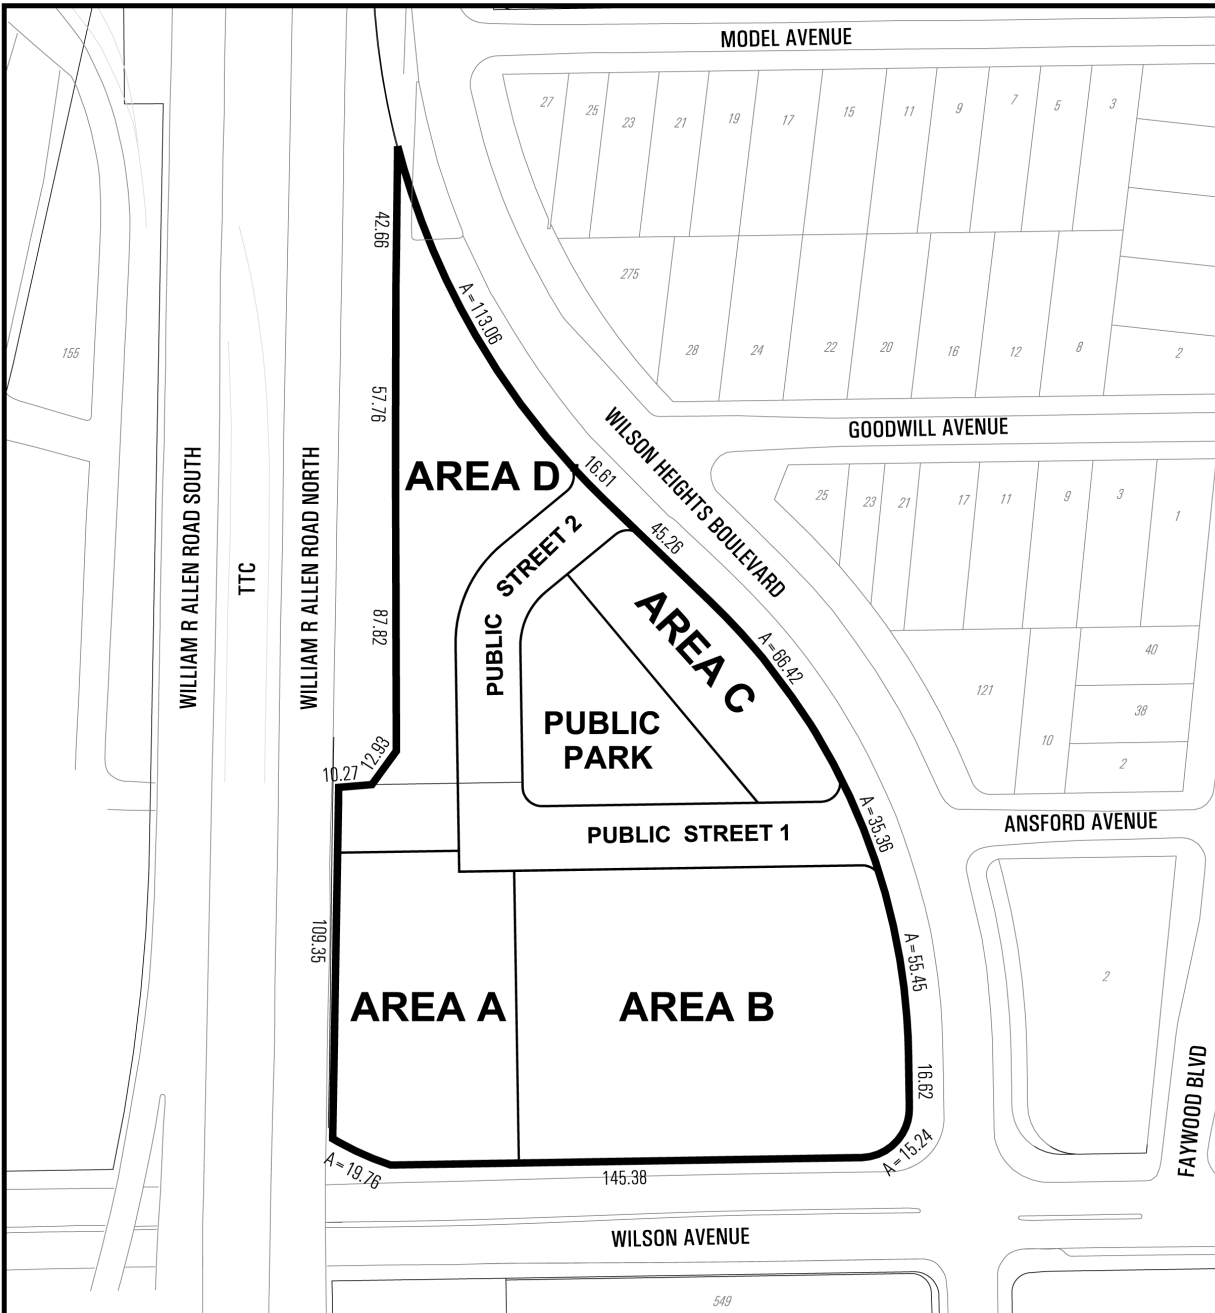 MODEL AVENUE
27
25
23
21
19
17
15
11
9
7
5
3
42.66
275
A = 113.06
155
28
24
22
20
16
12
8
2
57.76
WILSON HEIGHTS BOULEVARD
GOODWILL AVENUE
WILLIAM R ALLEN ROAD SOUTH
TTC
WILLIAM R ALLEN ROAD NORTH
AREA D
16.61
25
23
21
17
11
9
3
1
PUBLIC STREET 2
45.26
87.82
AREA C
A = 66.42
40
121
38
10
2
PUBLIC
PARK
12.93
10.27
PUBLIC STREET 1
A = 35.36
ANSFORD AVENUE
109.35
A = 55.45
2
AREA A
AREA B
16.62
FAYWOOD BLVD
A = 15.24
A = 19.76
145.38
WILSON AVENUE
549